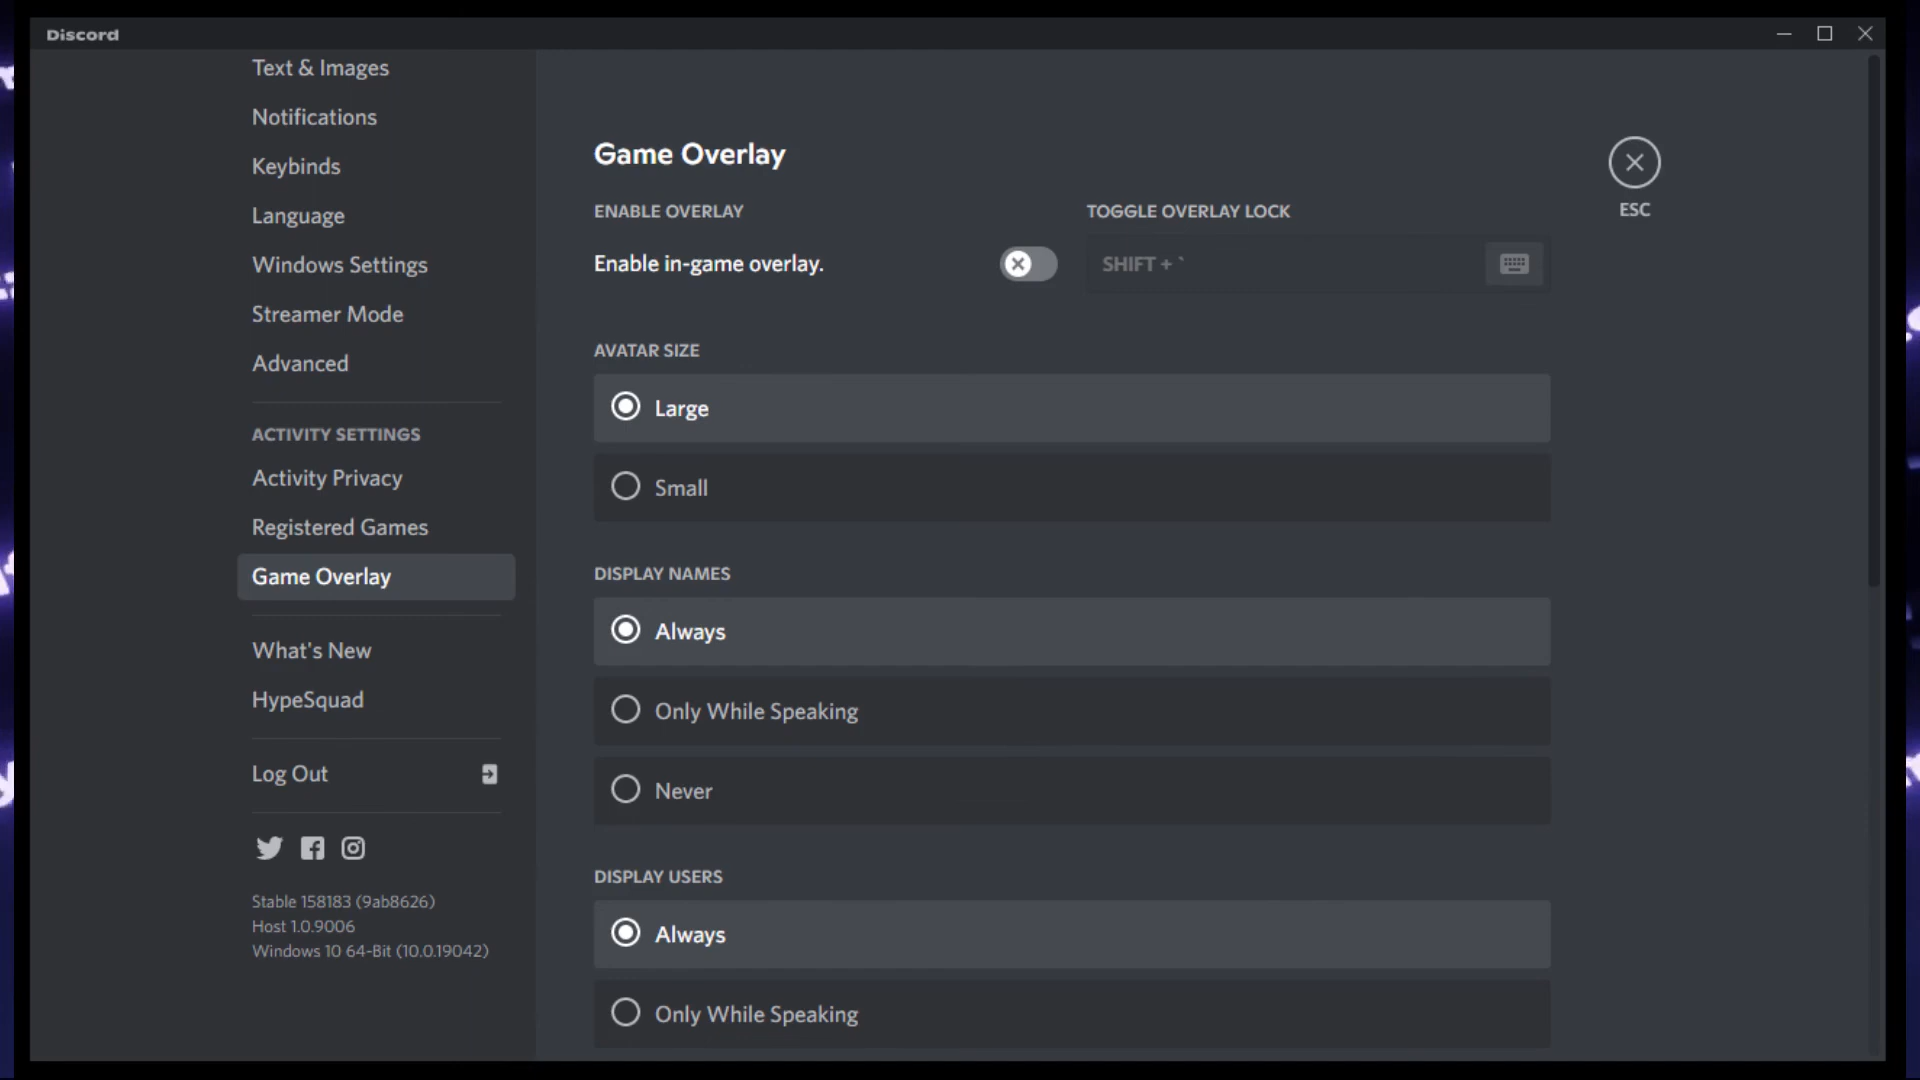 Discord
Text & Images
Notifications
Keybinds
Language
Windows Settings
Streamer Mode
Advanced
ACTIVITY SETTINGS
Activity Privacy
Registered Games
Game Overlay
What's New
HypeSquad
Log Out
Stable 158183 (9ab8626)
Host 1.0.9006
Windows 10 64-Bit (10.0.19042)
Game Overlay
ENABLE OVERLAY
Enable in-game overlay.
TOGGLE OVERLAY LOCK
SHIFT + `
ESC
AVATAR SIZE
Large
Small
DISPLAY NAMES
Always
Only While Speaking
Never
DISPLAY USERS
Always
Only While Speaking